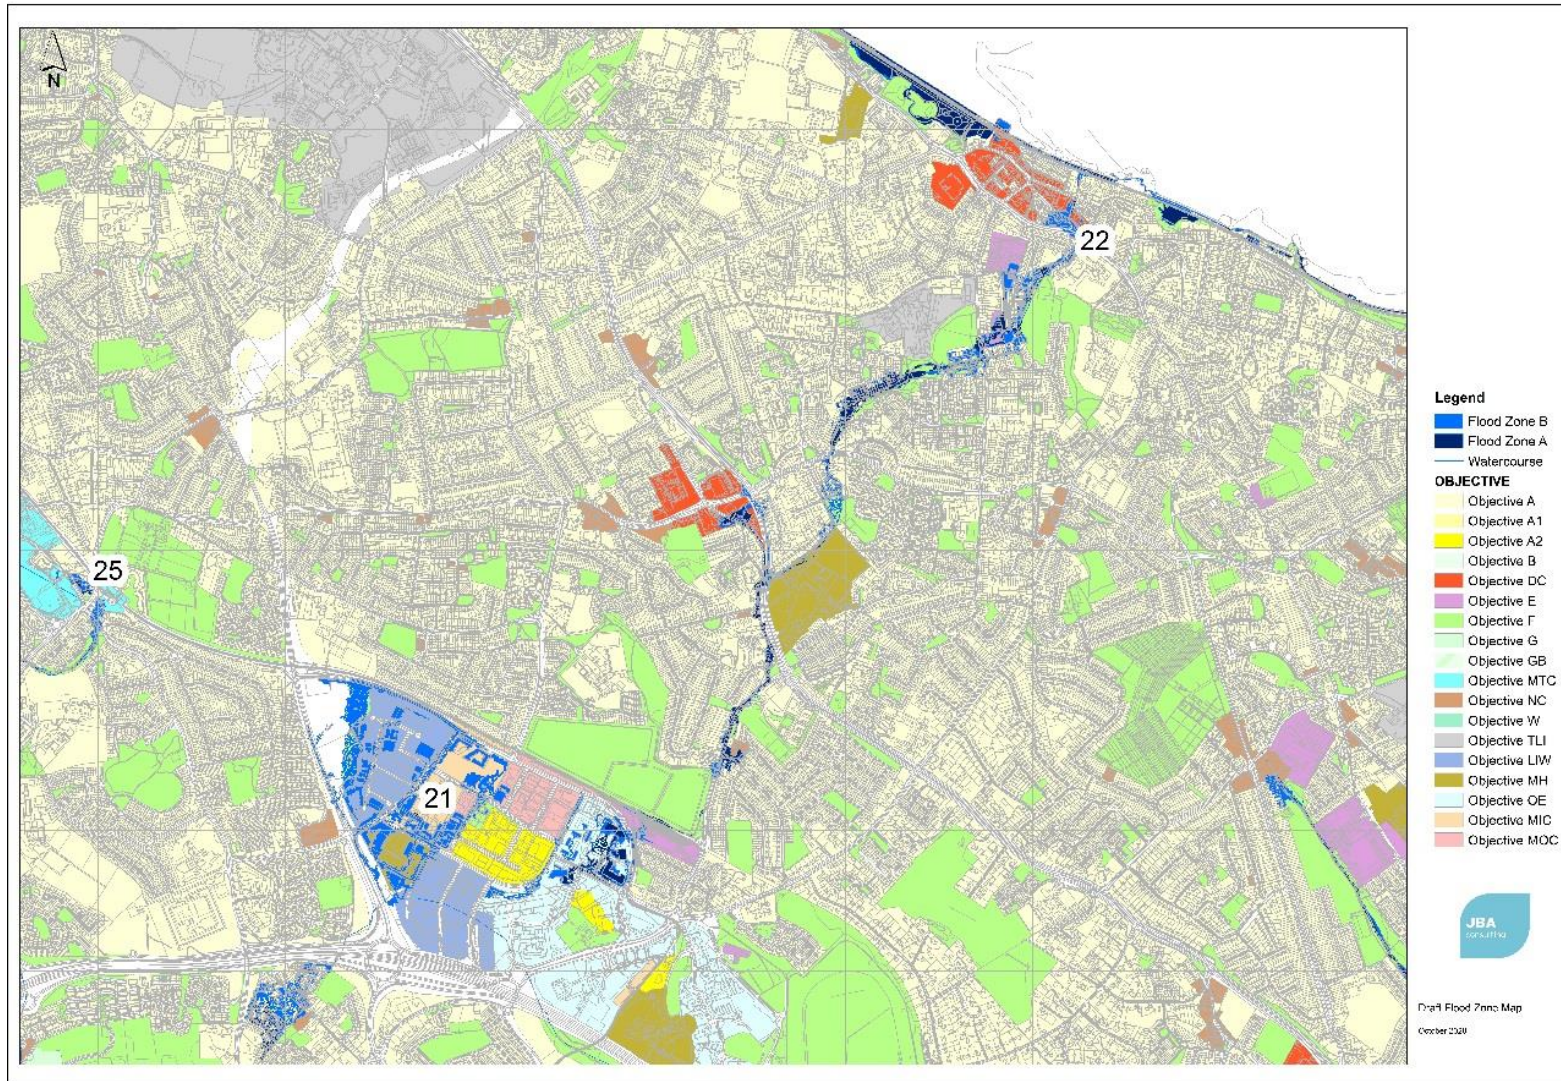 N
22
25
21
Legend
Flood Zone B
Flood Zone A
Watercourse
OBJECTIVE
Objective A
Objective A1
Objective A2
Objective B
Objective DC
Objective E
Objective F
Objective G
Objective GB
Objective MTC
Objective NC
Objective W
Objective TLI
Objective LIW
Objective MH
Objective OE
Objective MIC
Objective MOC
JBA
consulting
Draft Flood Zone Map
October 2020